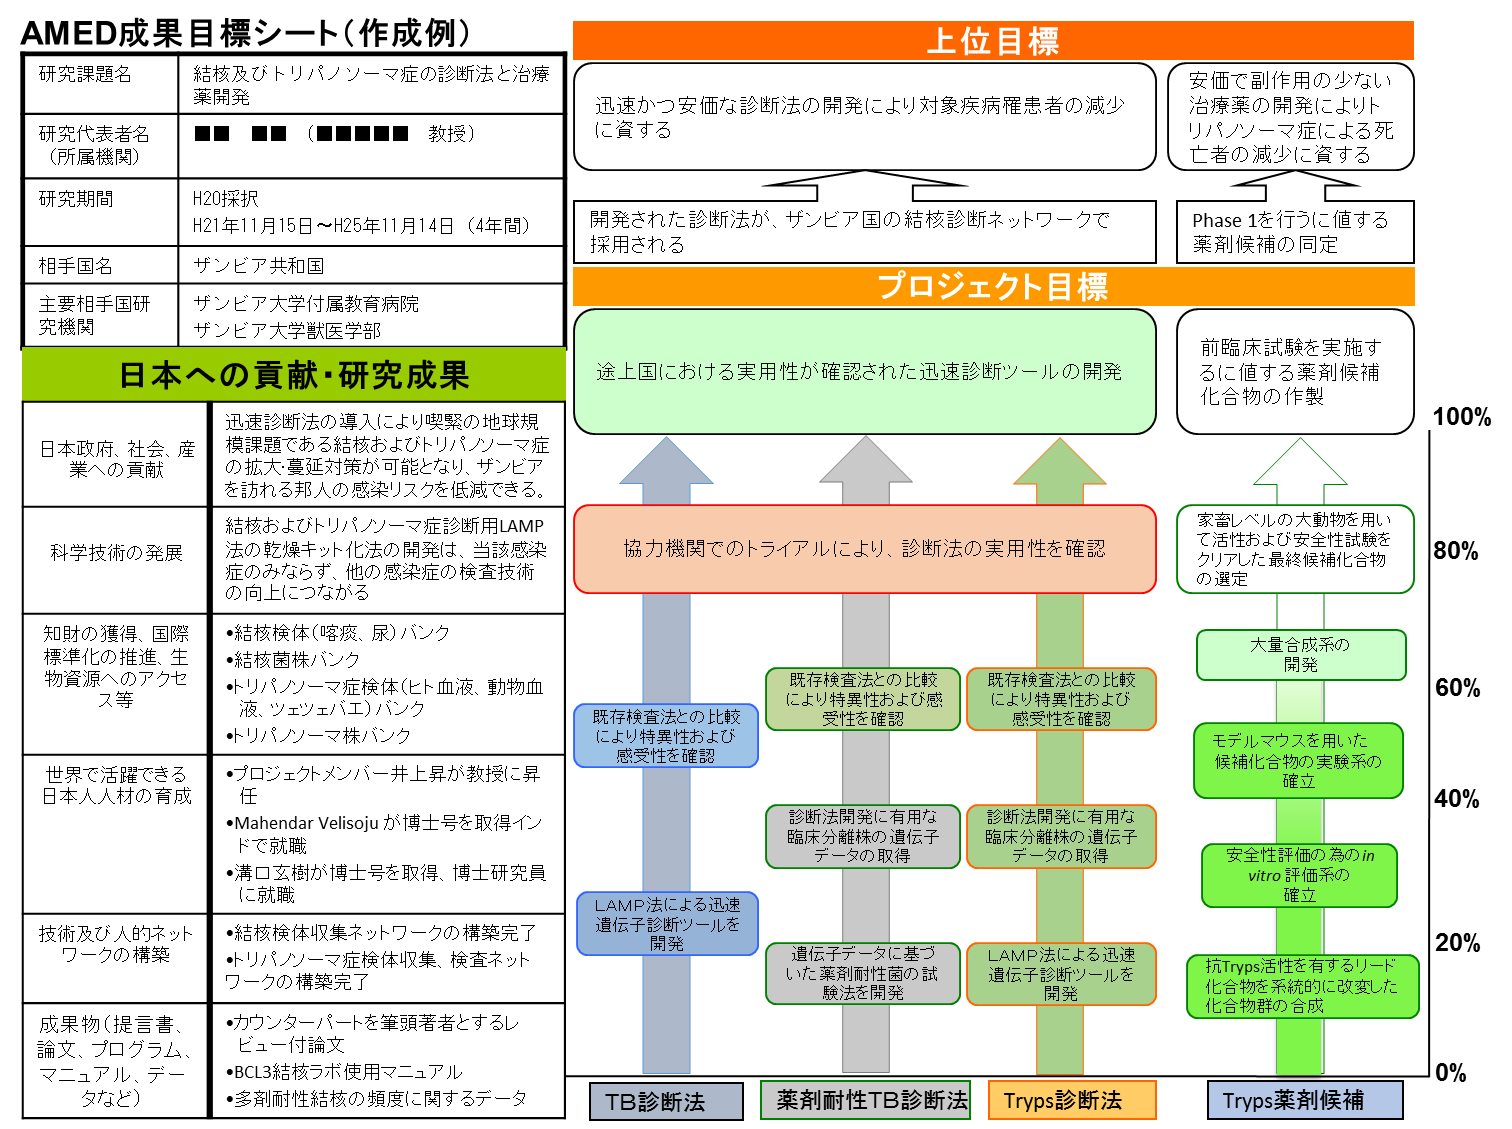 AMED成果目標シート（作成例）
研究課題名
結核及びトリパノソーマ症の診断法と治療
薬開発
研究代表者名
（所属機関）
■■　■■　（■■■■■　教授）
研究期間
H20採択
H21年11月15日～H25年11月14日（4年間）
相手国名
ザンビア共和国
主要相手国研
究機関
ザンビア大学付属教育病院
ザンビア大学獣医学部
日本への貢献・研究成果
日本政府、社会、産
業への貢献
迅速診断法の導入により喫緊の地球規
模課題である結核およびトリパノソーマ症
の拡大・蔓延対策が可能となり、ザンビア
を訪れる邦人の感染リスクを低減できる。
科学技術の発展
結核およびトリパノソーマ症診断用LAMP
法の乾燥キット化法の開発は、当該感染
症のみならず、他の感染症の検査技術
の向上につながる
知財の獲得、国際
標準化の推進、生
物資源へのアクセ
ス等
•結核検体（喀痰、尿）バンク
•結核菌株バンク
•トリパノソーマ症検体（ヒト血液、動物血
液、ツェツェバエ）バンク
•トリパノソーマ株バンク
世界で活躍できる
日本人人材の育成
•プロジェクトメンバー井上昇が教授に昇
任
•Mahendar Velisojuが博士号を取得イン
ドで就職
•溝口玄樹が博士号を取得、博士研究員
に就職
技術及び人的ネット
ワークの構築
•結核検体収集ネットワークの構築完了
•トリパノソーマ症検体収集、検査ネット
ワークの構築完了
成果物（提言書、
論文、プログラム、
マニュアル、デー
タなど）
•カウンターパートを筆頭著者とするレ
ビュー付論文
•BCL3結核ラボ使用マニュアル
•多剤耐性結核の頻度に関するデータ
上位目標
迅速かつ安価な診断法の開発により対象疾病罹患者の減少
に資する
安価で副作用の少ない
治療薬の開発によりト
リパノソーマ症による死
亡者の減少に資する
開発された診断法が、ザンビア国の結核診断ネットワークで
採用される
Phase 1を行うに値する
薬剤候補の同定
プロジェクト目標
途上国における実用性が確認された迅速診断ツールの開発
前臨床試験を実施す
るに値する薬剤候補
化合物の作製
100%
協力機関でのトライアルにより、診断法の実用性を確認
家畜レベルの大動物を用い
て活性および安全性試験を
クリアした最終候補化合物
の選定
80%
大量合成系の
開発
60%
既存検査法との比較
により特異性および
感受性を確認
既存検査法との比較
により特異性および感
受性を確認
既存検査法との比較
により特異性および
感受性を確認
モデルマウスを用いた
候補化合物の実験系の
確立
40%
診断法開発に有用な
臨床分離株の遺伝子
データの取得
診断法開発に有用な
臨床分離株の遺伝子
データの取得
安全性評価の為のin
vitro 評価系の
確立
LAMP法による迅速
遺伝子診断ツールを
開発
20%
遺伝子データに基づ
いた薬剤耐性菌の試
験法を開発
LAMP法による迅速
遺伝子診断ツールを
開発
抗Tryps活性を有するリード
化合物を系統的に改変した
化合物群の合成
0%
TB診断法
薬剤耐性TB診断法
Tryps診断法
Tryps薬剤候補